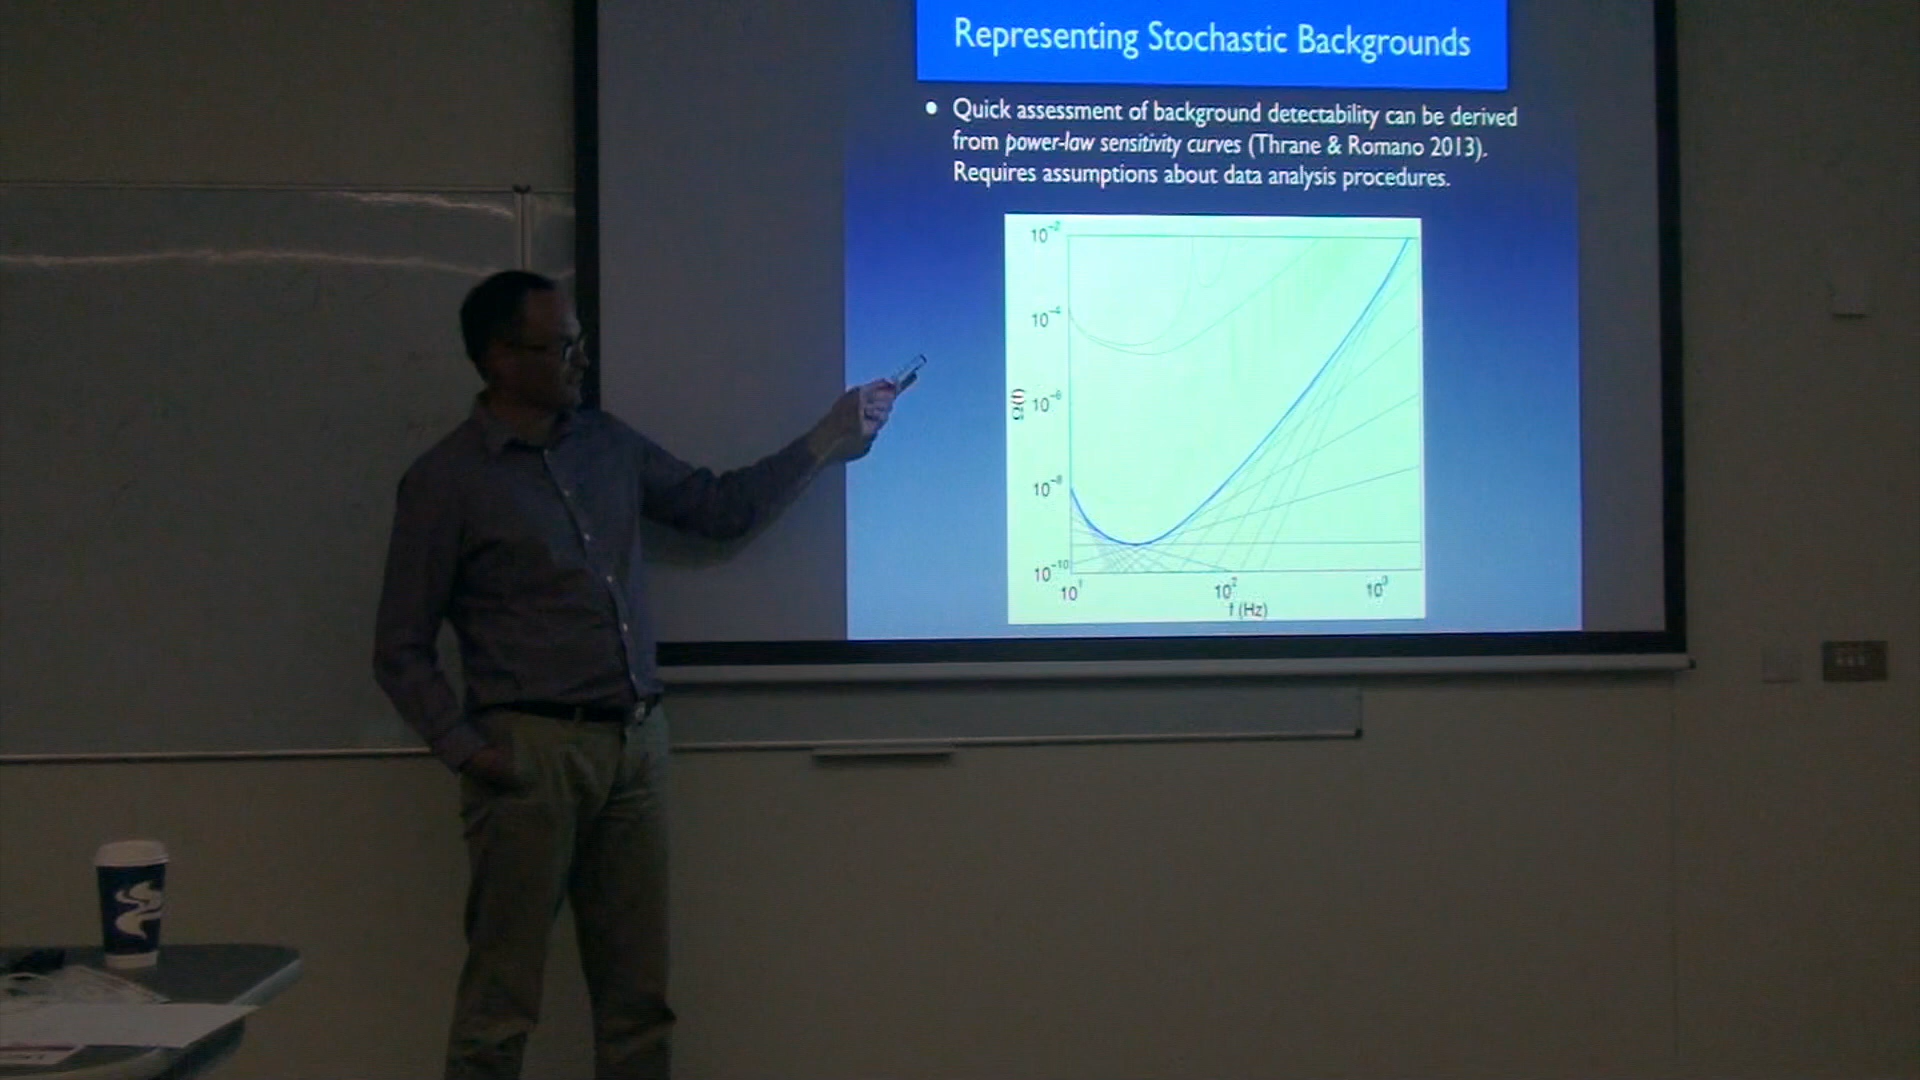 Representing Stochastic Backgrounds
• Quick assessment of background detectability can be derived
from power-law sensitivity curves (Thrane & Romano 2013).
Requires assumptions about data analysis procedures.
10⁻²
10⁻⁴
10⁻⁶
10⁻⁸
10⁻¹⁰
Ω(f)
10¹ 10² 10³
f (Hz)